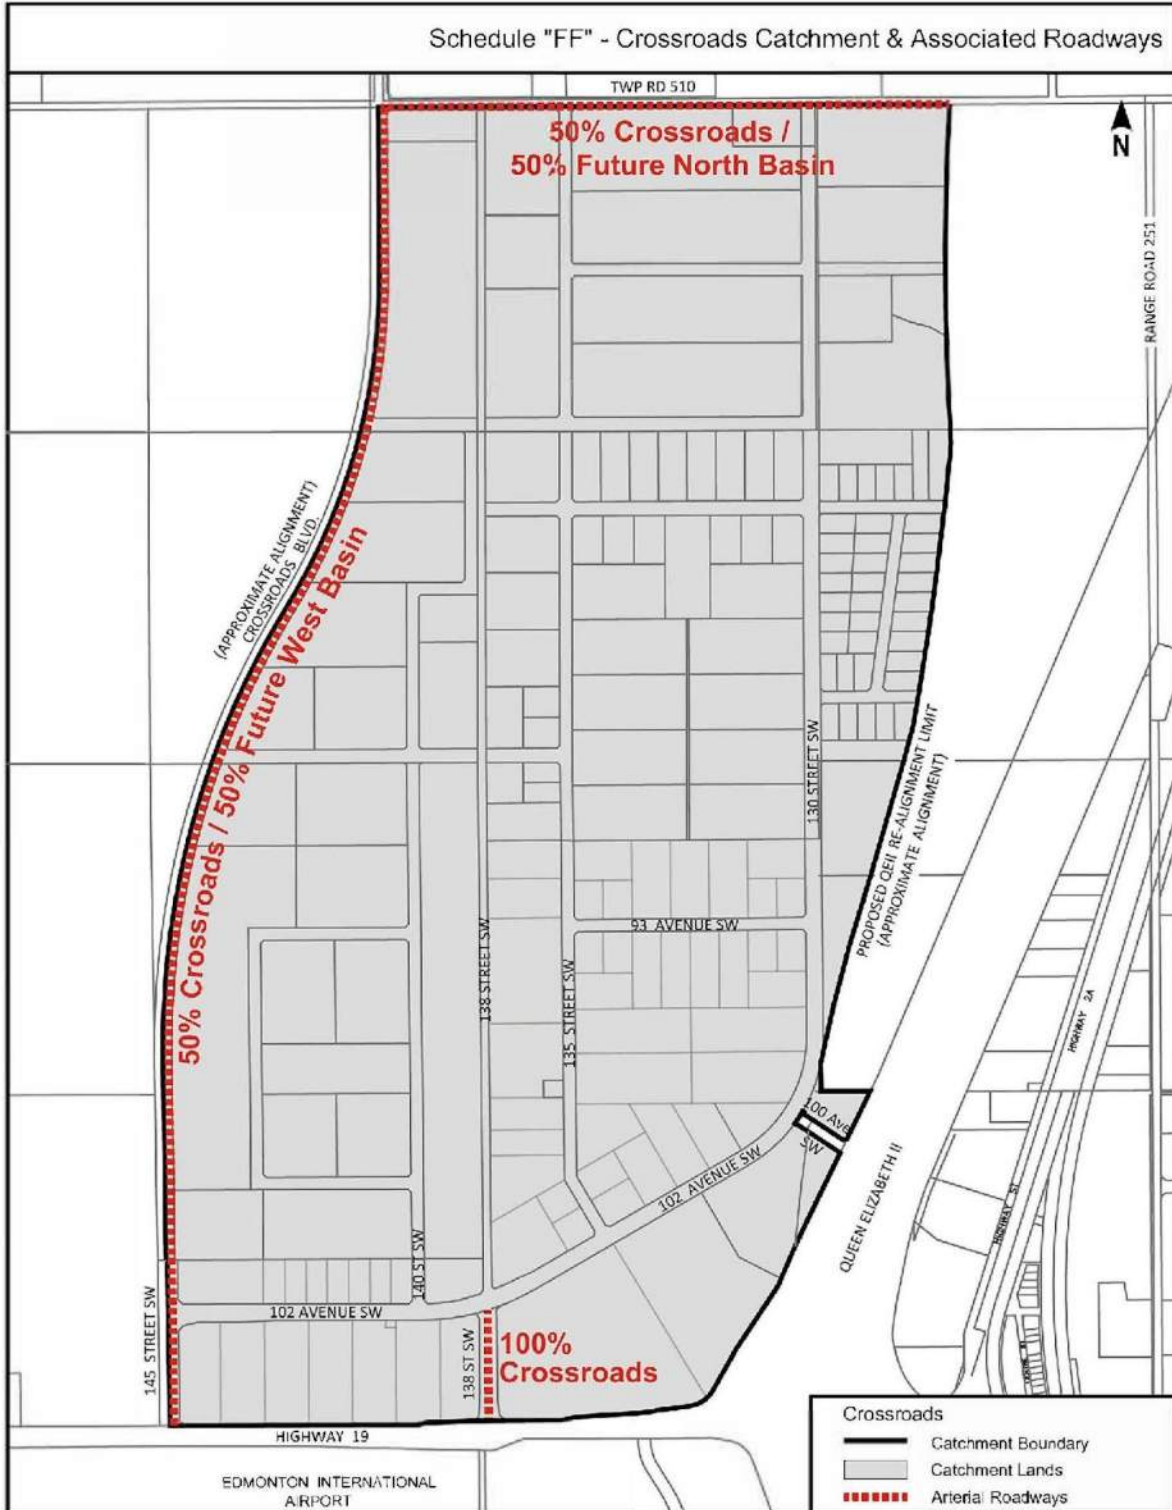 Schedule "FF" - Crossroads Catchment & Associated Roadways
TWP RD 510
50% Crossroads /
50% Future North Basin
N
RANGE ROAD 251
(APPROXIMATE ALIGNMENT)
CROSSROADS BLVD.
50% Crossroads / 50% Future West Basin
130 STREET SW
PROPOSED QEII RE-ALIGNMENT LIMIT
(APPROXIMATE ALIGNMENT)
93 AVENUE SW
138 STREET SW
135 STREET SW
HIGHWAY 2A
100 Ave
SW
102 AVENUE SW
QUEEN ELIZABETH II
140 ST SW
102 AVENUE SW
145 STREET SW
138 ST SW
100%
Crossroads
HIGHWAY 19
EDMONTON INTERNATIONAL
AIRPORT
Crossroads
Catchment Boundary
Catchment Lands
Arterial Roadways